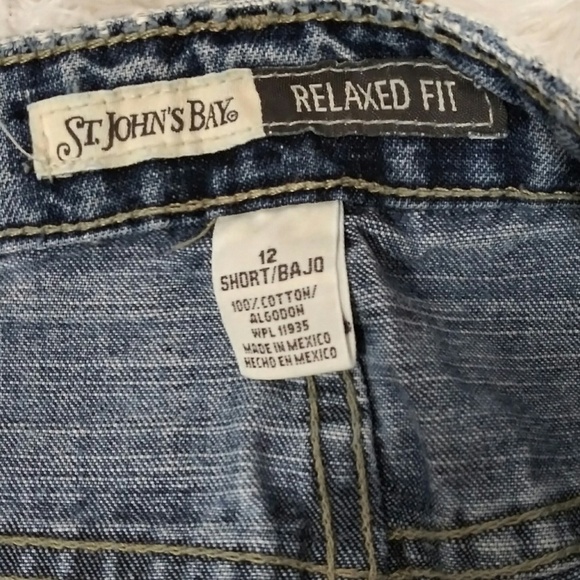 ST. JOHN'S BAY®
RELAXED FIT
12
SHORT/BAJO
100% COTTON/
ALGODON
WPL 11935
MADE IN MEXICO
HECHO EN MEXICO